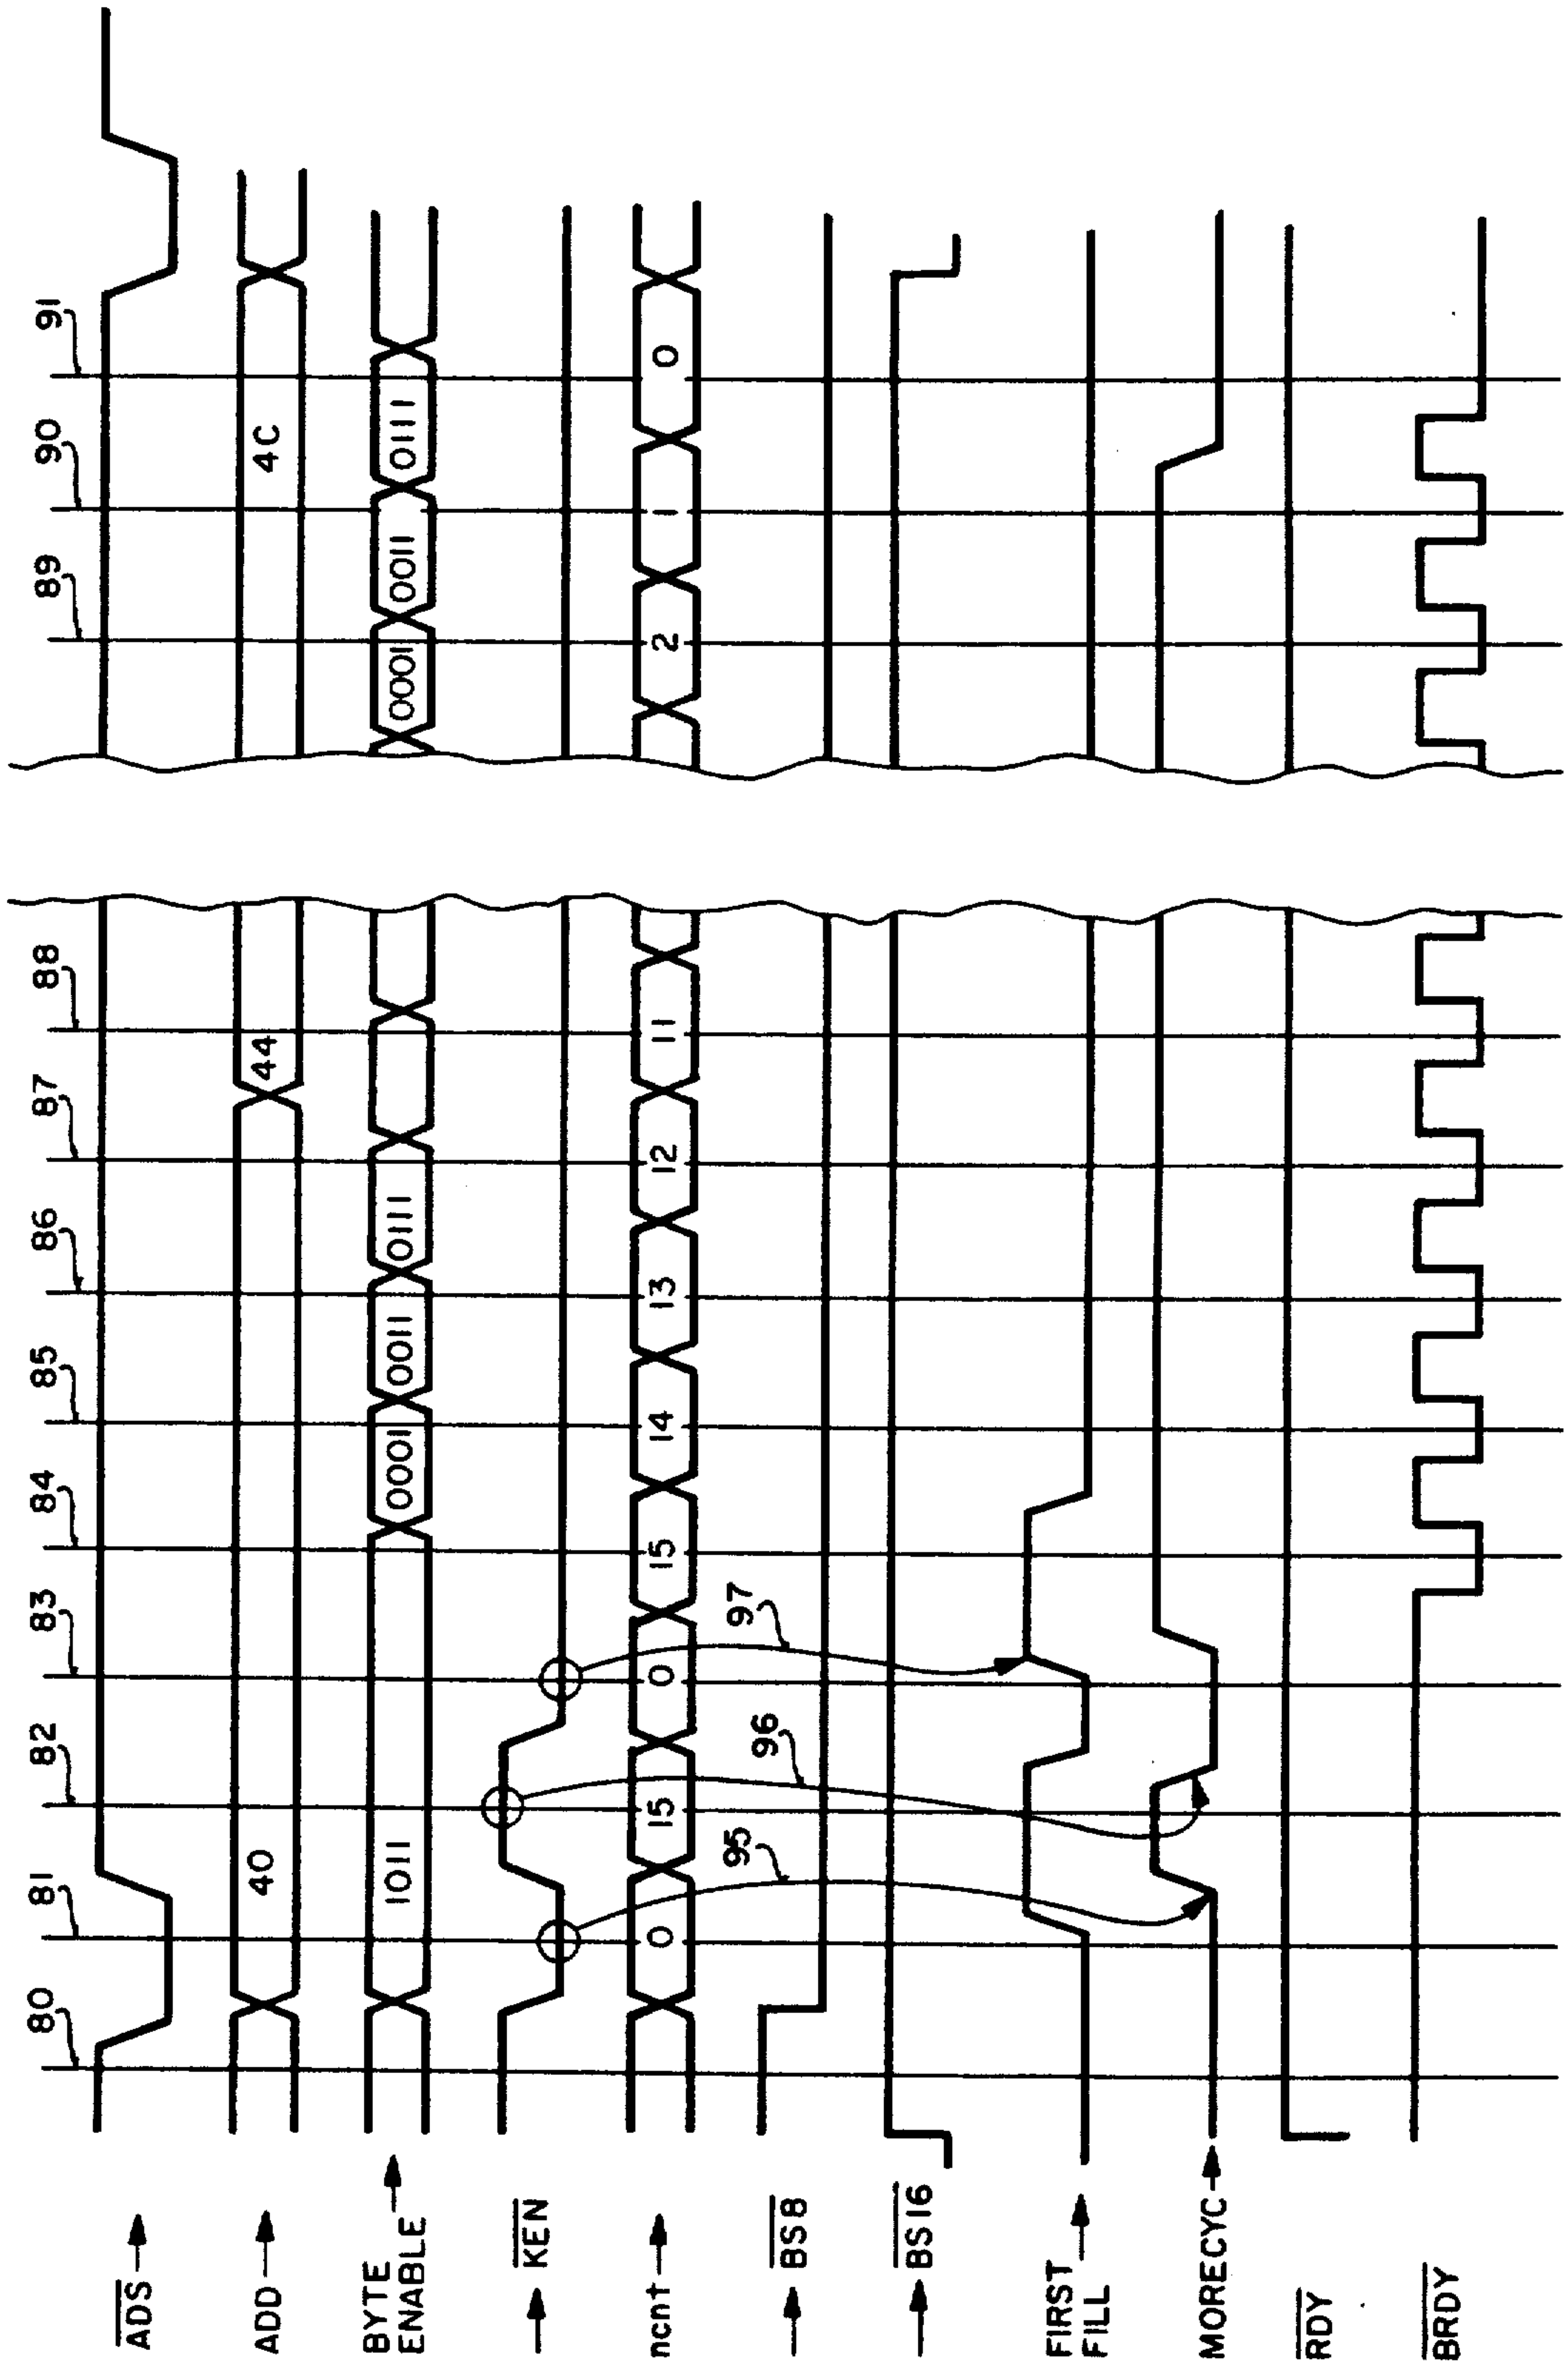 80 81 82 83 84 85 86 87 88 89 90 91
ADS
ADD 40 44 4C
BYTE
ENABLE 1011 0001 0011 0111 0001 0011 0111
KEN
ncnt 0 15 0 15 14 13 12 11 2 1 0
95 96 97
BS8
BS16
FIRST
FILL
MORECYC
RDY
BRDY